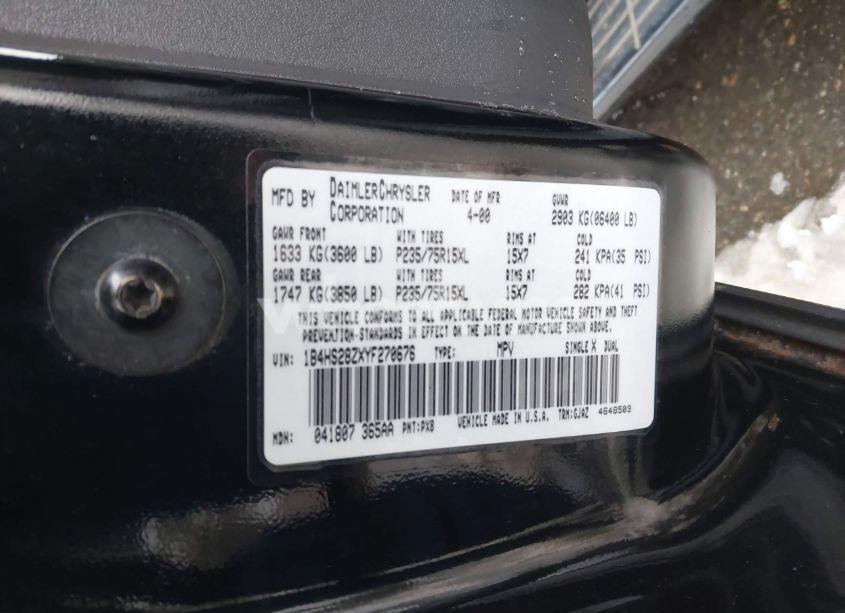 MFD BY DAIMLERCHRYSLER CORPORATION DATE OF MFR 4-00 GVWR 2903 KG(06400 LB)
GAWR FRONT WITH TIRES RIMS AT COLD
1633 KG(3600 LB) P235/75R15XL 15X7 241 KPA(35 PSI)
GAWR REAR WITH TIRES RIMS AT COLD
1747 KG(3850 LB) P235/75R15XL 15X7 282 KPA(41 PSI)
THIS VEHICLE CONFORMS TO ALL APPLICABLE FEDERAL MOTOR VEHICLE SAFETY AND THEFT
PREVENTION-STANDARDS IN EFFECT ON THE DATE OF MANUFACTURE SHOWN ABOVE.
VIN: 1B4HS28ZXYF270676 TYPE: MPV SINGLE X DUAL
MDH: 041807 365AA PNT:PX8 VEHICLE MADE IN U.S.A. TRM:GJAZ 4648503